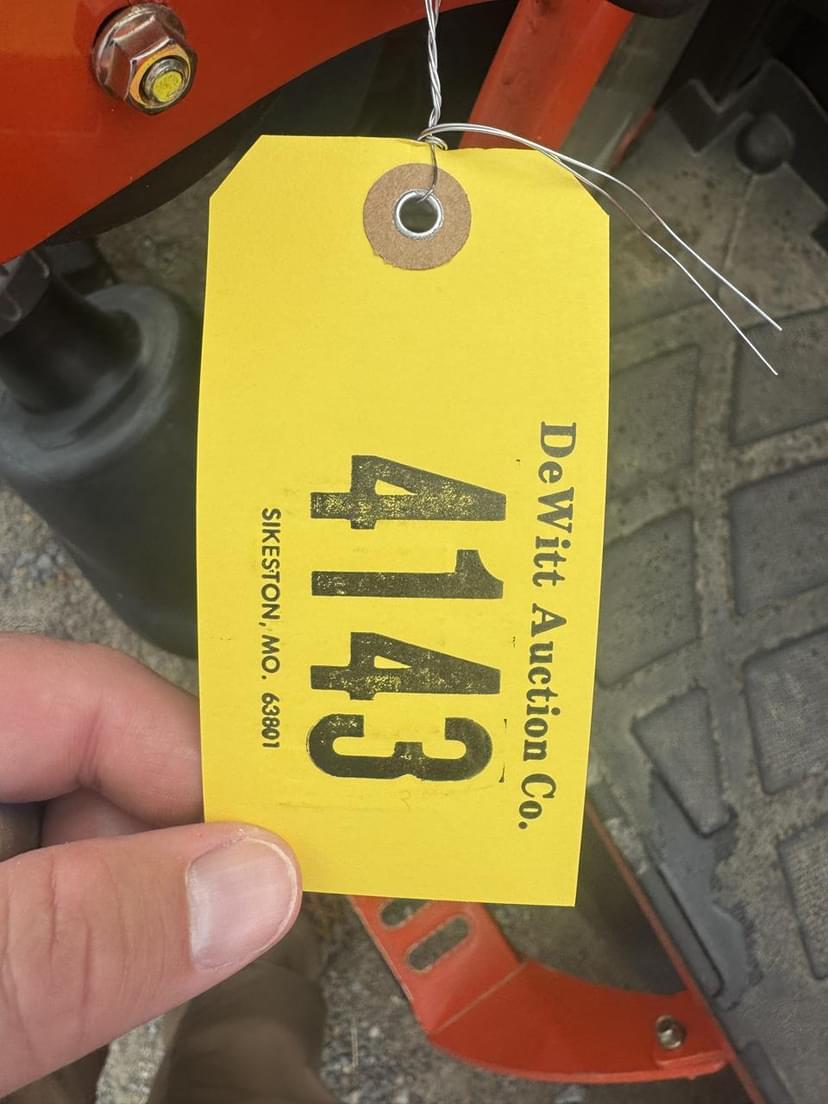 DeWitt Auction Co.
4143
SIKESTON, MO. 63801